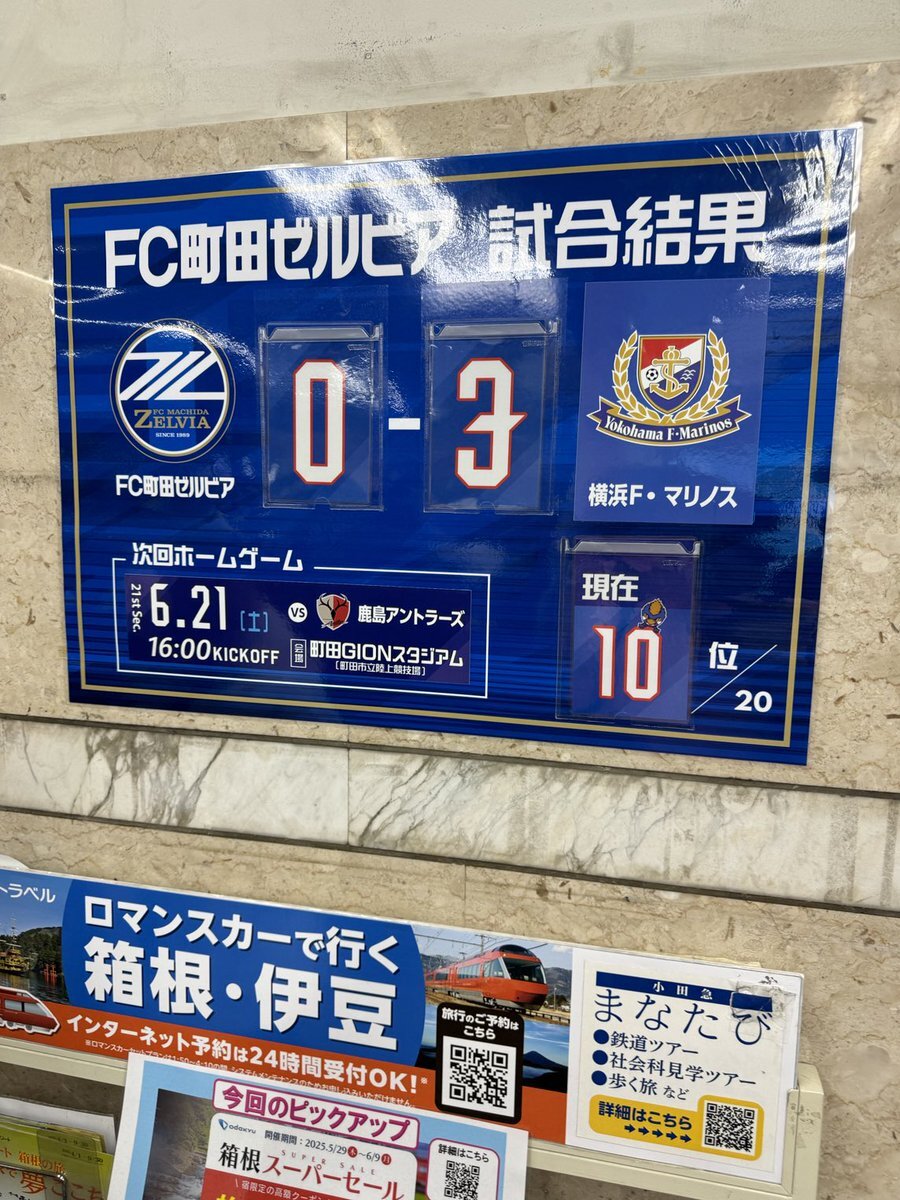 FC町田ゼルビア 試合結果
FC MACHIDA
ZELVIA
SINCE 1989
FC町田ゼルビア
0 - 3
Yokohama F・Marinos
横浜F・マリノス
次回ホームゲーム
21st Sec.
6.21 [土]
16:00 KICKOFF
VS
鹿島アントラーズ
会場
町田GIONスタジアム
(町田市立陸上競技場)
現在
10
位/20
トラベル
ロマンスカーで行く
箱根・伊豆
インターネット予約は24時間受付OK!※
旅行のご予約は
こちら
小田急
まなたび
●鉄道ツアー
●社会科見学ツアー
●歩く旅 など
詳細はこちら
今回のピックアップ
odakyu
開催期間:2025.5/29(木)~6/9(月)
SUPER SALE
箱根スーパーセール
詳細はこちら